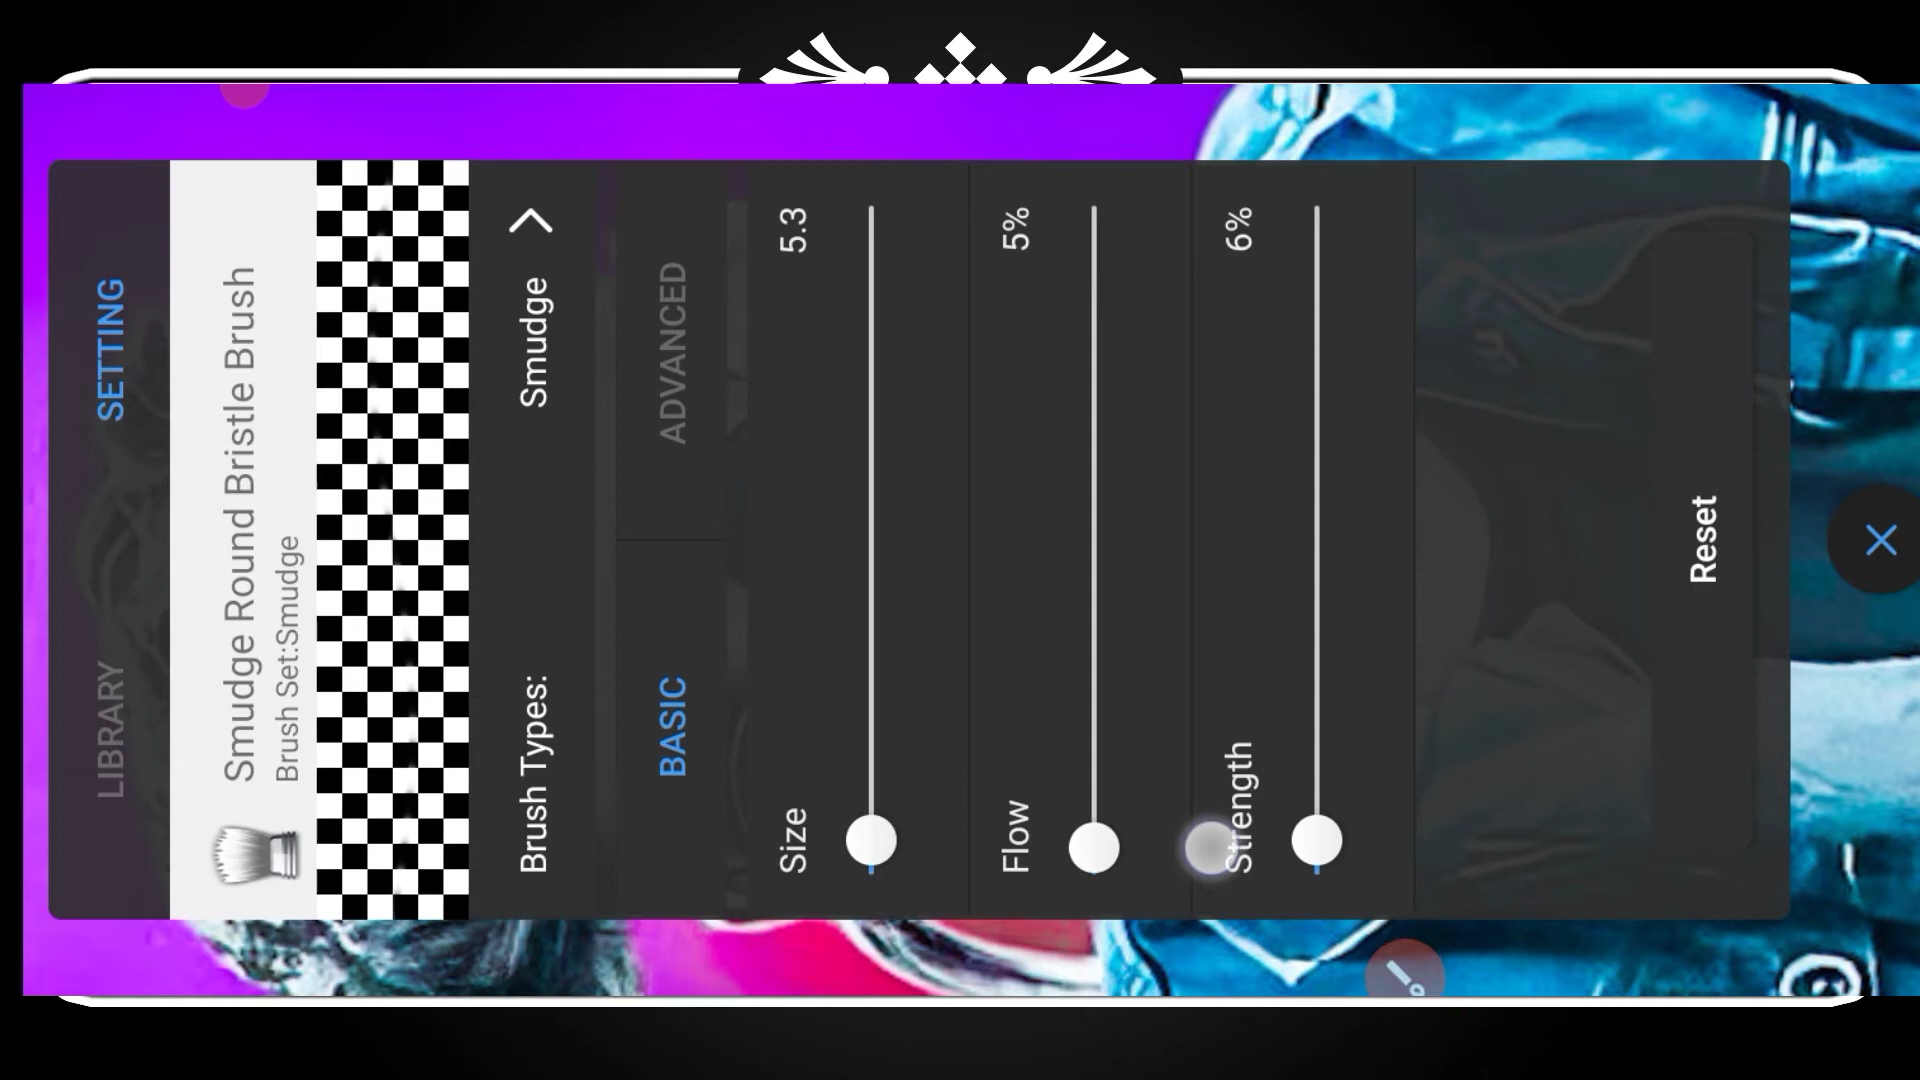 LIBRARY SETTING
Smudge Round Bristle Brush
Brush Set:Smudge
Brush Types: Smudge
BASIC ADVANCED
Size 5.3
Flow 5%
Strength 6%
Reset